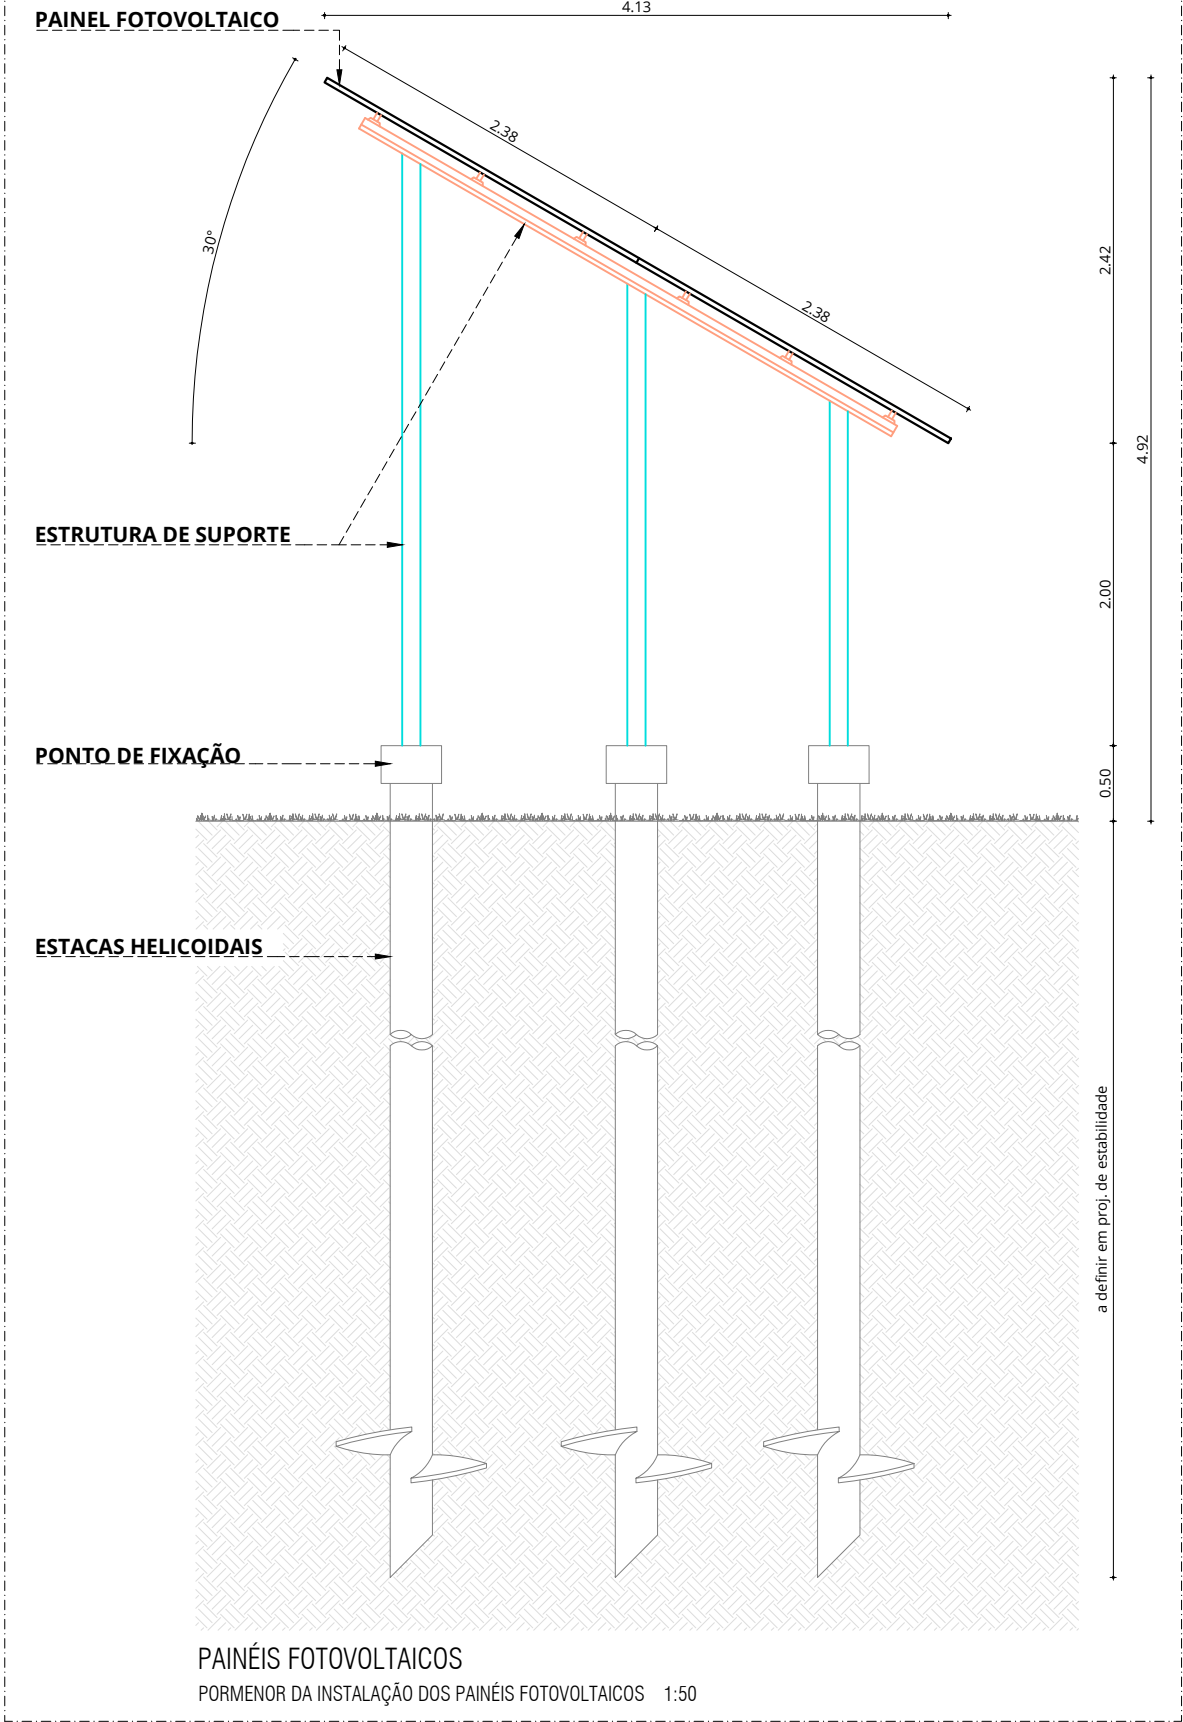 4.13
PAINEL FOTOVOLTAICO
2.38
30°
2.42
2.38
4.92
ESTRUTURA DE SUPORTE
2.00
PONTO DE FIXAÇÃO
0.50
ESTACAS HELICOIDAIS
a definir em proj. de estabilidade
PAINÉIS FOTOVOLTAICOS
PORMENOR DA INSTALAÇÃO DOS PAINÉIS FOTOVOLTAICOS 1:50